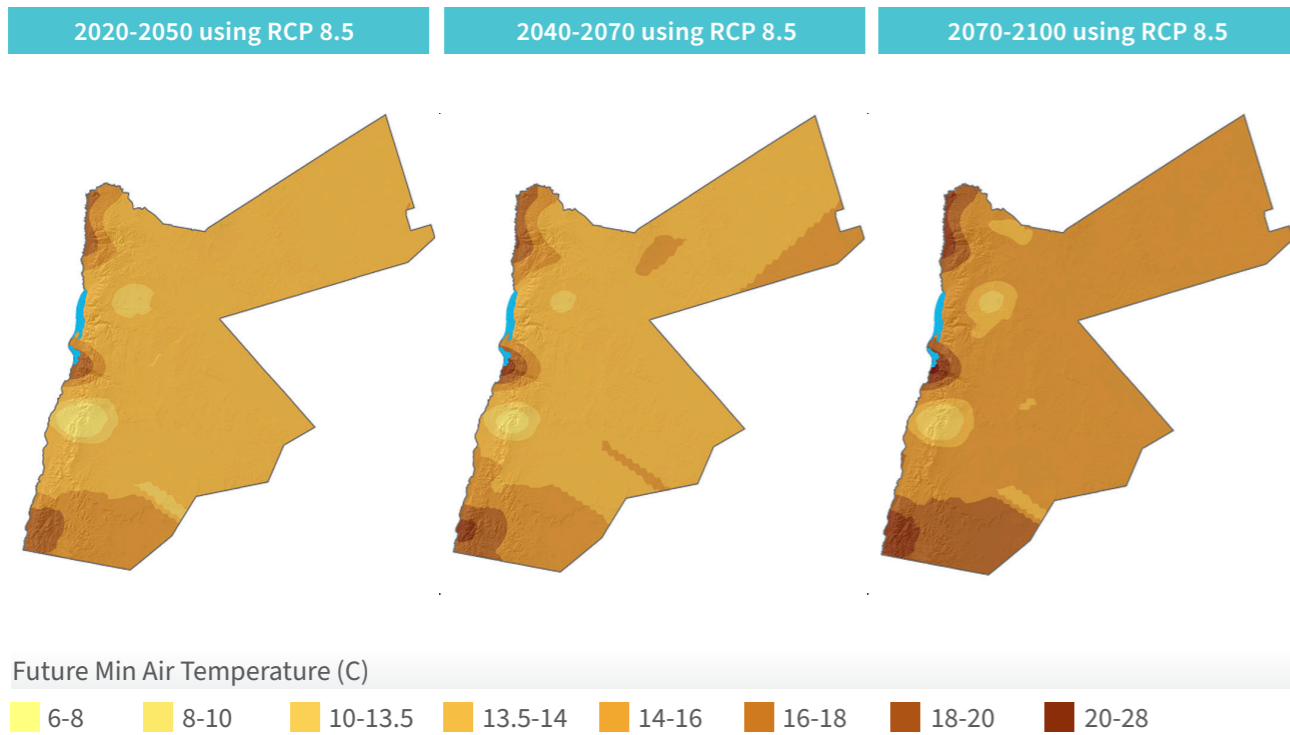 2020-2050 using RCP 8.5
2040-2070 using RCP 8.5
2070-2100 using RCP 8.5
Future Min Air Temperature (C)
6-8
8-10
10-13.5
13.5-14
14-16
16-18
18-20
20-28